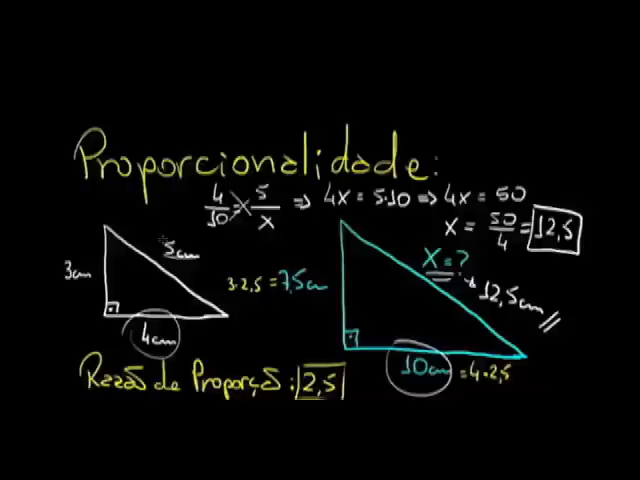 Proporcionalidade:
4/10 = 5/x => 4x = 5.10 => 4x = 50
x = 50/4 = 12,5
5cm
3cm
3.2,5 = 7,5cm
X = ?
12,5cm
4cm
10cm = 4.2,5
Razão de Proporção: 2,5